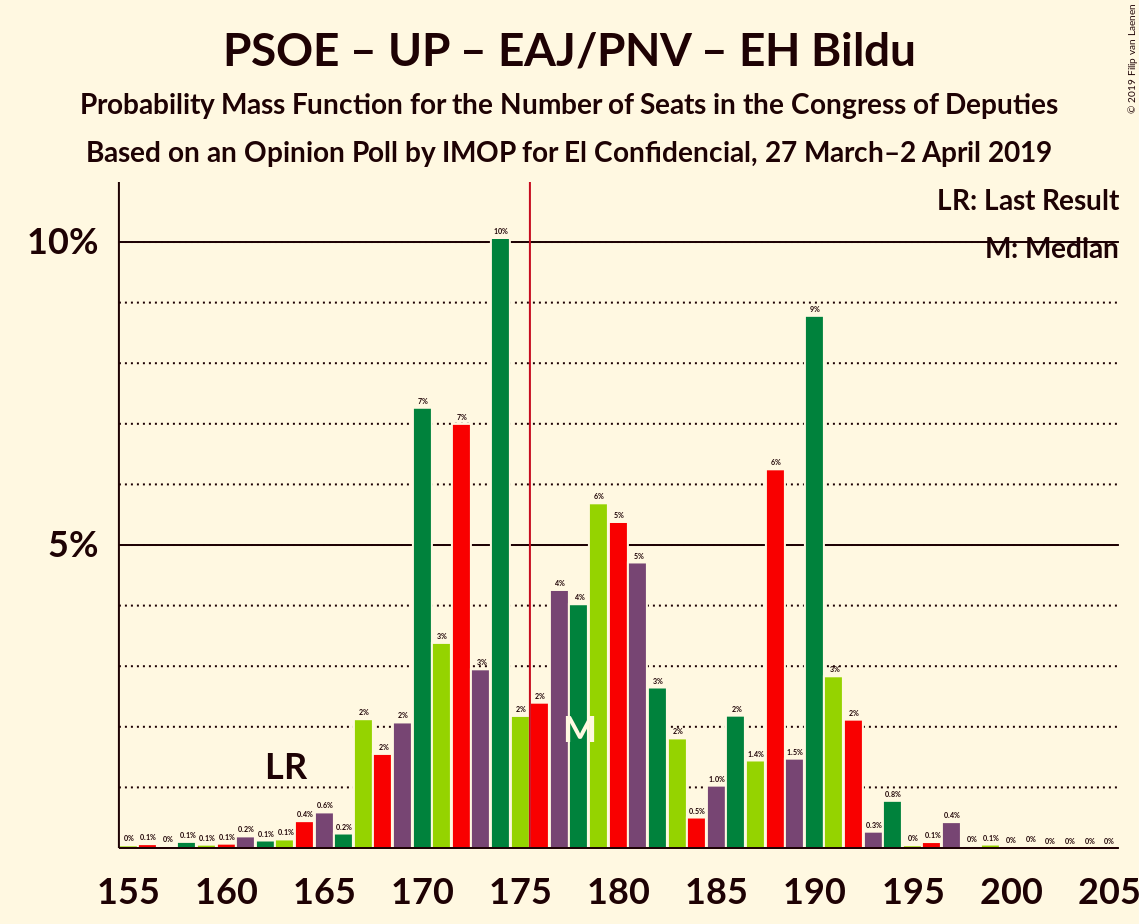 PSOE – UP – EAJ/PNV – EH Bildu
Probability Mass Function for the Number of Seats in the Congress of Deputies
Based on an Opinion Poll by IMOP for El Confidencial, 27 March–2 April 2019
© 2019 Filip van Laenen
LR: Last Result
M: Median
10%
5%
0% 0.1% 0% 0.1% 0.1% 0.1% 0.2% 0.1% 0.1% 0.4% 0.6% 0.2% 2% 2% 2% 7% 3% 7% 3% 10% 2% 2% 4% 4% 6% 5% 5% 3% 2% 0.5% 1.0% 2% 1.4% 6% 1.5% 9% 3% 2% 0.3% 0.8% 0% 0.1% 0.4% 0% 0.1% 0% 0% 0% 0% 0% 0%
LR
M
155 160 165 170 175 180 185 190 195 200 205